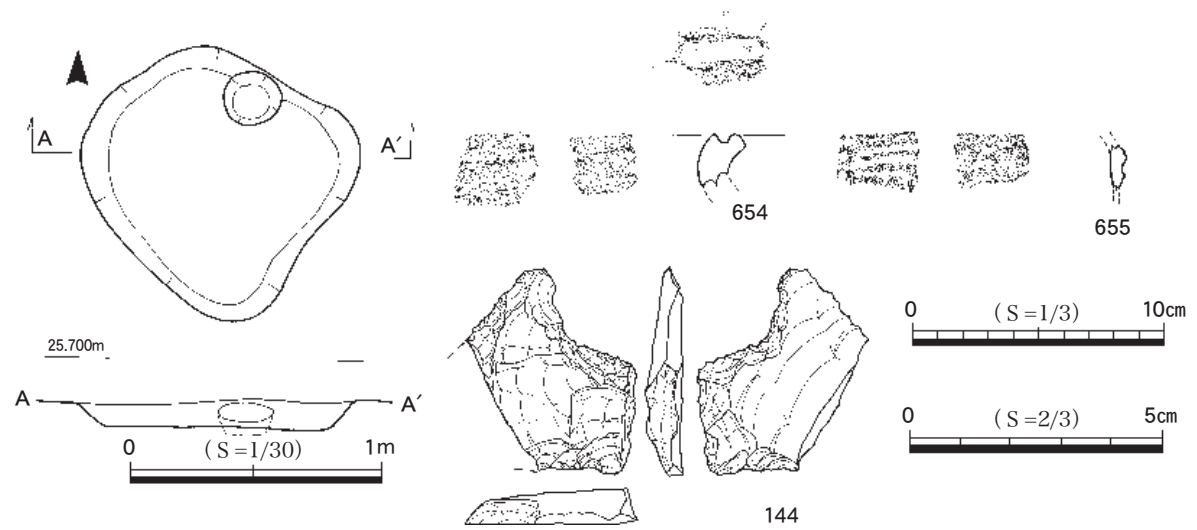 A
A′
654
655
25.700m
A
A′
0 (S=1/30) 1m
0 (S=1/3) 10cm
0 (S=2/3) 5cm
144